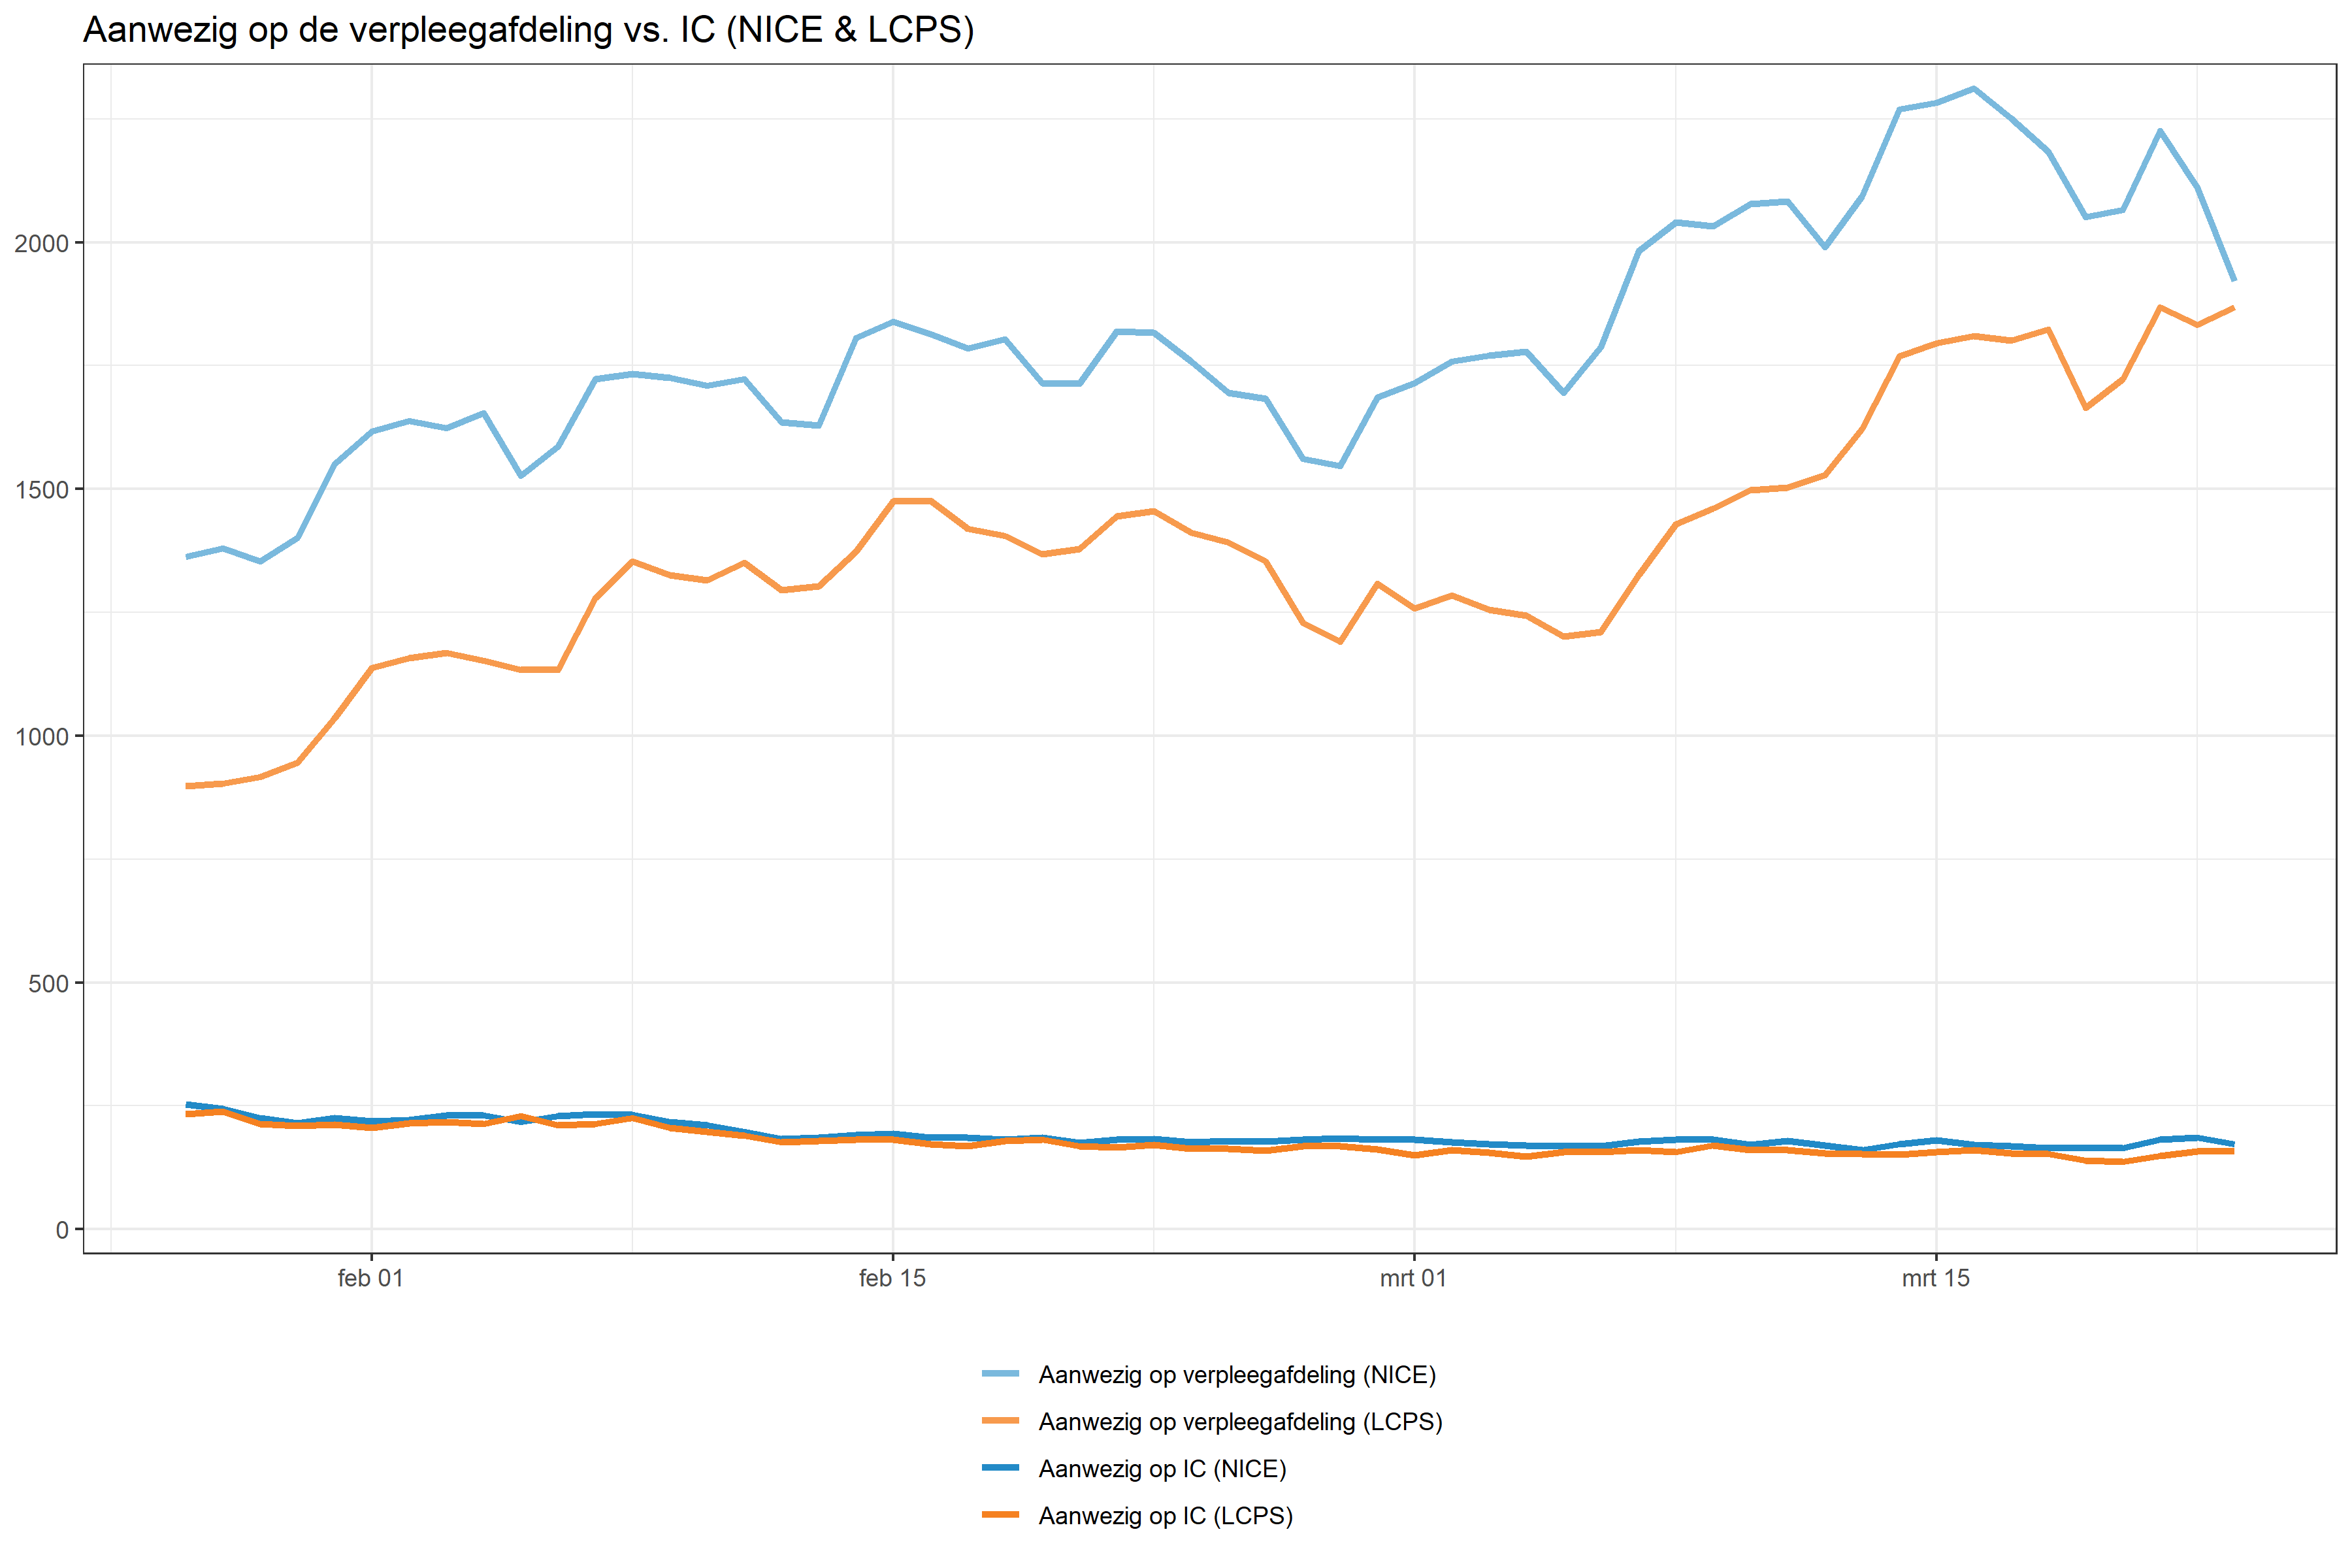 Aanwezig op de verpleegafdeling vs. IC (NICE & LCPS)
2000
1500
1000
500
0
feb 01
feb 15
mrt 01
mrt 15
Aanwezig op verpleegafdeling (NICE)
Aanwezig op verpleegafdeling (LCPS)
Aanwezig op IC (NICE)
Aanwezig op IC (LCPS)